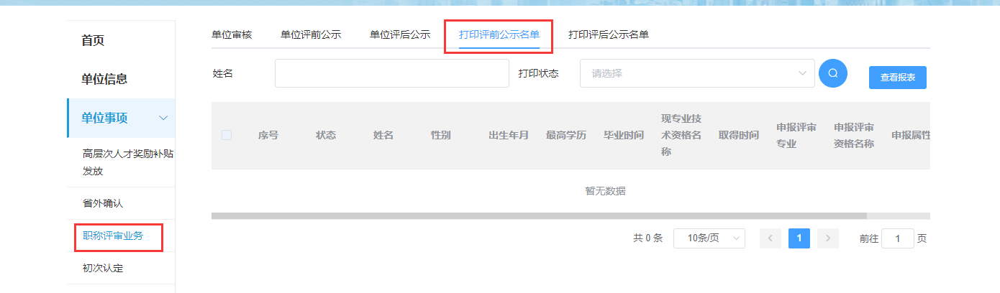 首页
单位信息
单位事项
高层次人才奖励补贴
发放
省外确认
职称评审业务
初次认定
单位审核 单位评前公示 单位评后公示 打印评前公示名单 打印评后公示名单
姓名 打印状态 请选择 查看报表
序号 状态 姓名 性别 出生年月 最高学历 毕业时间 现专业技术资格名称 取得时间 申报评审专业 申报评审资格名称 申报属性
暂无数据
共 0 条 10条/页 1 前往 1 页